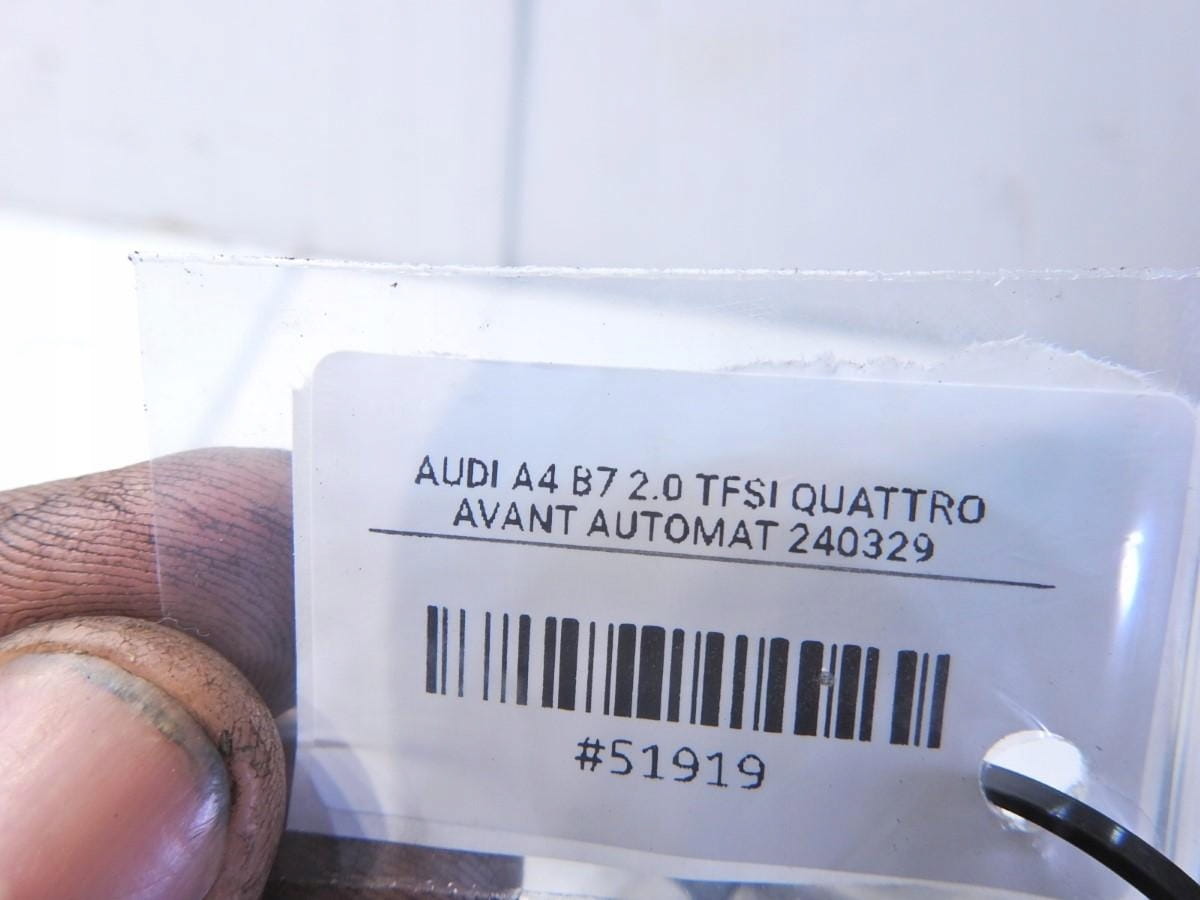 AUDI A4 B7 2.0 TFSI QUATTRO
AVANT AUTOMAT 240329
#51919